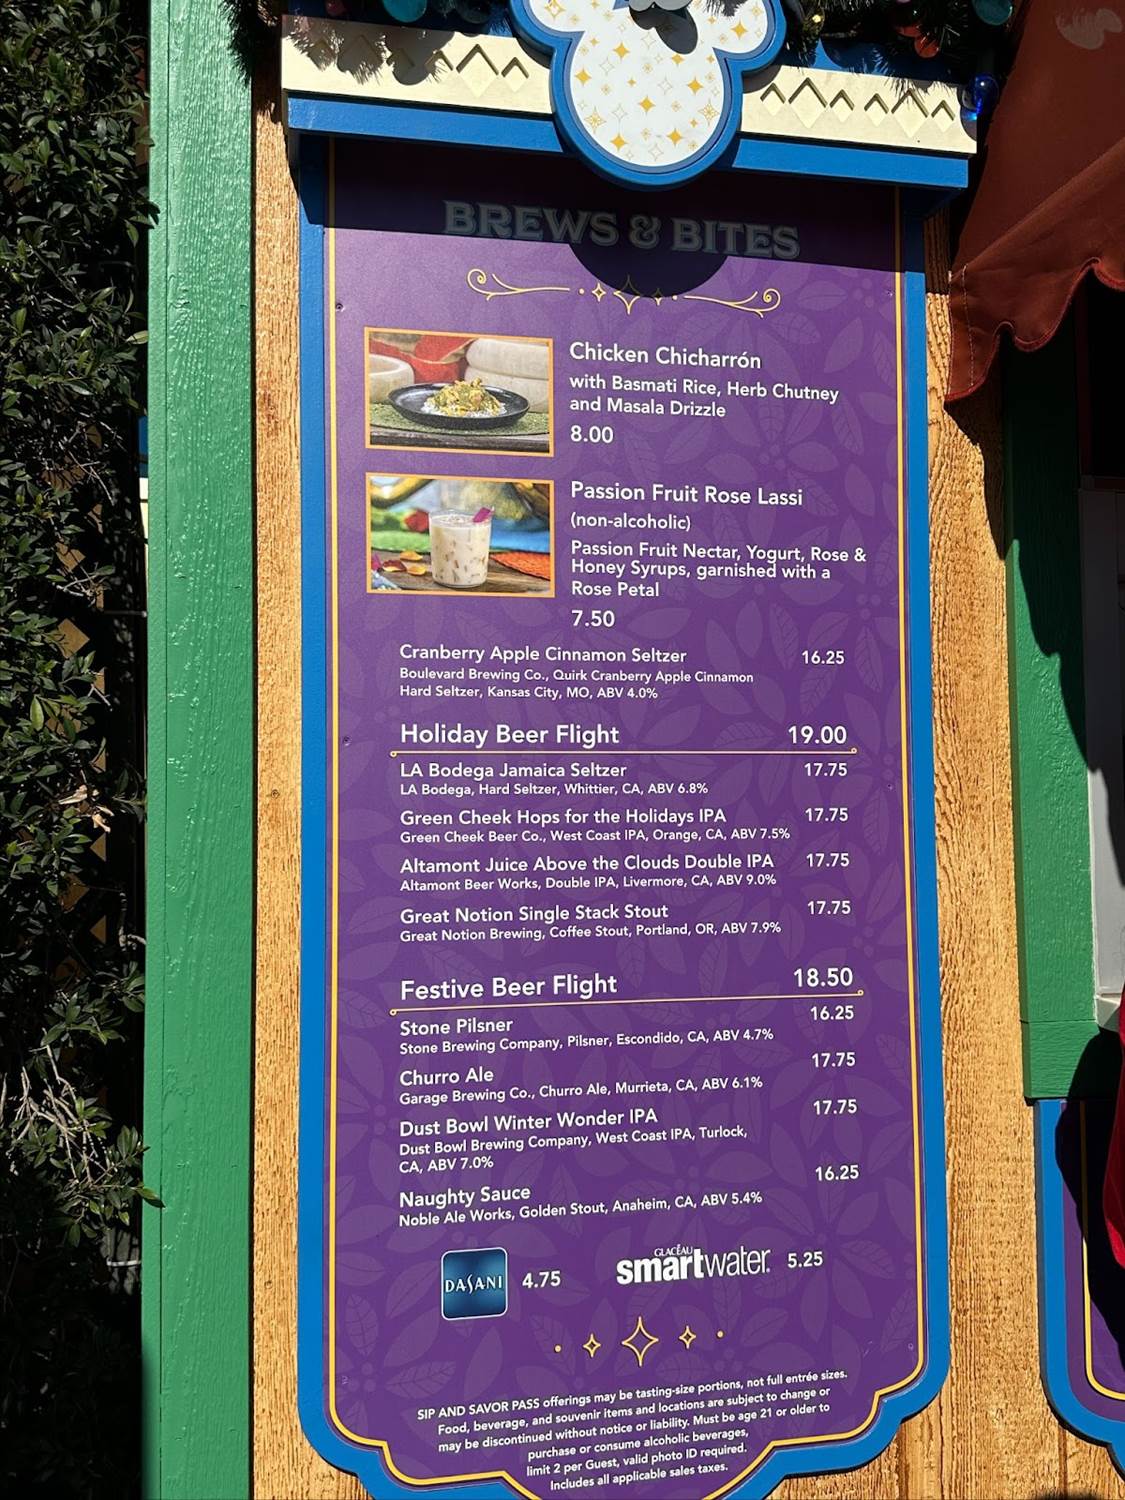 BREWS & BITES
Chicken Chicharrón
with Basmati Rice, Herb Chutney
and Masala Drizzle
8.00
Passion Fruit Rose Lassi
(non-alcoholic)
Passion Fruit Nectar, Yogurt, Rose &
Honey Syrups, garnished with a
Rose Petal
7.50
Cranberry Apple Cinnamon Seltzer 16.25
Boulevard Brewing Co., Quirk Cranberry Apple Cinnamon
Hard Seltzer, Kansas City, MO, ABV 4.0%
Holiday Beer Flight 19.00
LA Bodega Jamaica Seltzer 17.75
LA Bodega, Hard Seltzer, Whittier, CA, ABV 6.8%
Green Cheek Hops for the Holidays IPA 17.75
Green Cheek Beer Co., West Coast IPA, Orange, CA, ABV 7.5%
Altamont Juice Above the Clouds Double IPA 17.75
Altamont Beer Works, Double IPA, Livermore, CA, ABV 9.0%
Great Notion Single Stack Stout 17.75
Great Notion Brewing, Coffee Stout, Portland, OR, ABV 7.9%
Festive Beer Flight 18.50
Stone Pilsner 16.25
Stone Brewing Company, Pilsner, Escondido, CA, ABV 4.7%
Churro Ale 17.75
Garage Brewing Co., Churro Ale, Murrieta, CA, ABV 6.1%
Dust Bowl Winter Wonder IPA 17.75
Dust Bowl Brewing Company, West Coast IPA, Turlock,
CA, ABV 7.0%
Naughty Sauce 16.25
Noble Ale Works, Golden Stout, Anaheim, CA, ABV 5.4%
DASANI 4.75 GLACÉAU smartwater. 5.25
SIP AND SAVOR PASS offerings may be tasting-size portions, not full entrée sizes.
Food, beverage, and souvenir items and locations are subject to change or
may be discontinued without notice or liability. Must be age 21 or older to
purchase or consume alcoholic beverages,
limit 2 per Guest, valid photo ID required.
Includes all applicable sales taxes.